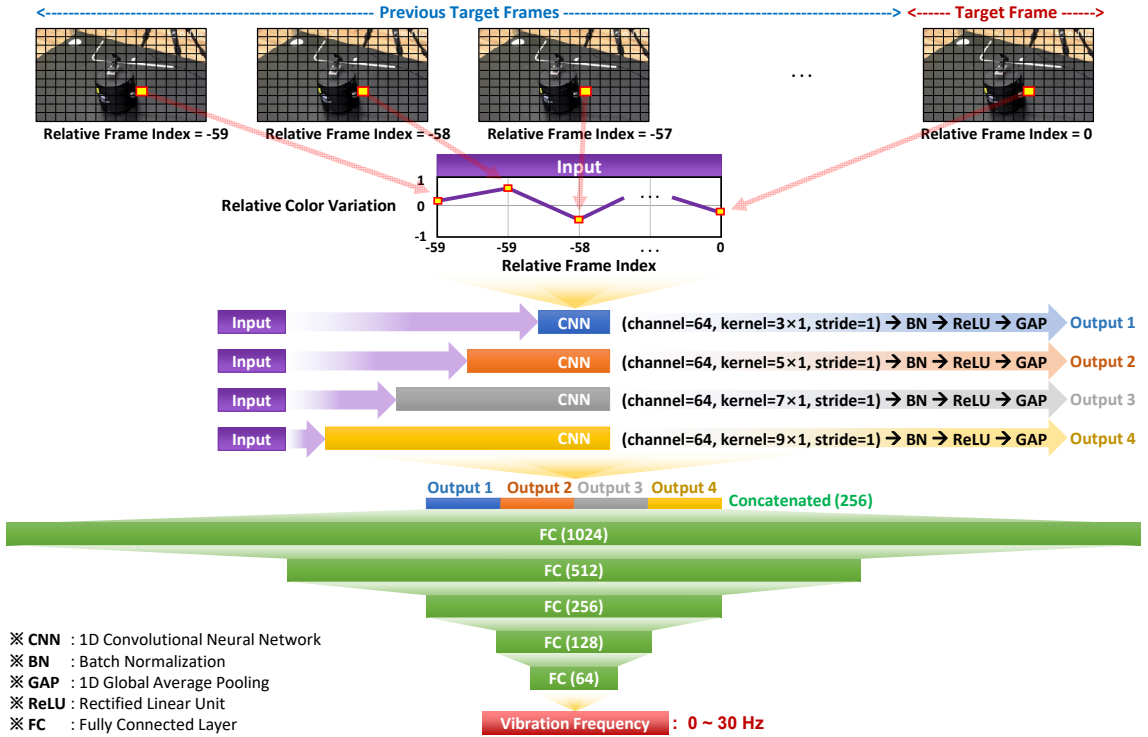 <----------------------------------- Previous Target Frames -----------------------------------> <------ Target Frame ------>
...
Relative Frame Index = -59 Relative Frame Index = -58 Relative Frame Index = -57 Relative Frame Index = 0
Input
Relative Color Variation
1
0
-1
...
-59 -59 -58 ... 0
Relative Frame Index
Input CNN (channel=64, kernel=3×1, stride=1) → BN → ReLU → GAP Output 1
Input CNN (channel=64, kernel=5×1, stride=1) → BN → ReLU → GAP Output 2
Input CNN (channel=64, kernel=7×1, stride=1) → BN → ReLU → GAP Output 3
Input CNN (channel=64, kernel=9×1, stride=1) → BN → ReLU → GAP Output 4
Output 1 Output 2 Output 3 Output 4
Concatenated (256)
FC (1024)
FC (512)
FC (256)
FC (128)
FC (64)
Vibration Frequency : 0 ~ 30 Hz
※ CNN : 1D Convolutional Neural Network
※ BN : Batch Normalization
※ GAP : 1D Global Average Pooling
※ ReLU : Rectified Linear Unit
※ FC : Fully Connected Layer